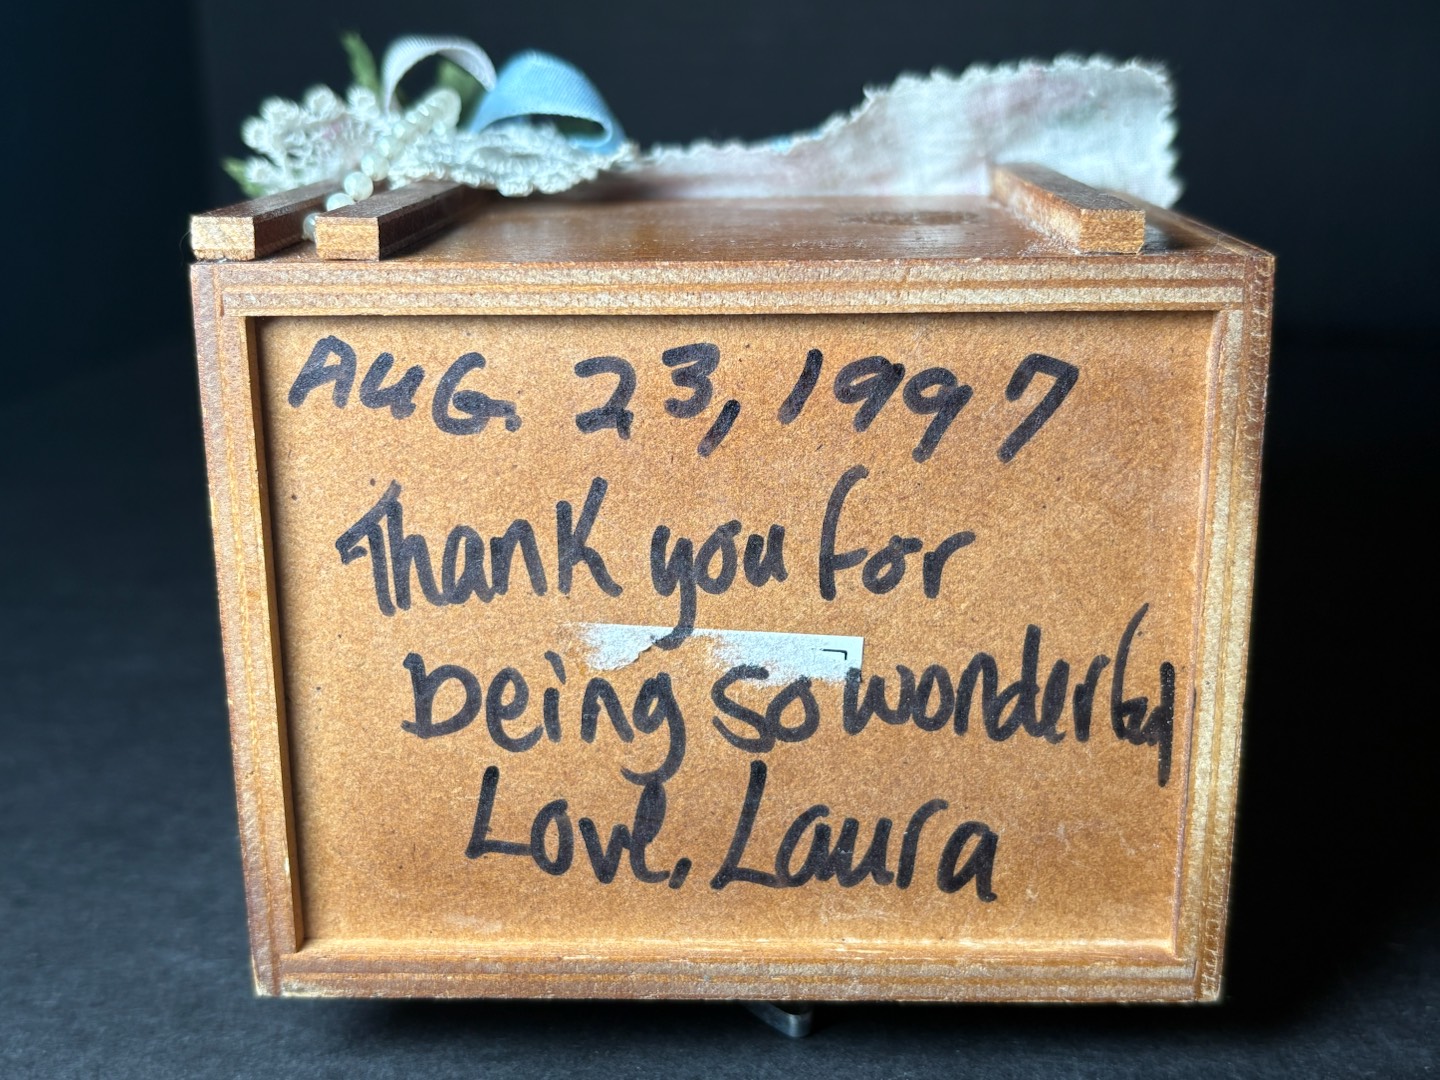 AUG. 23, 1997
Thank you for
being so wonderful
Love, Laura